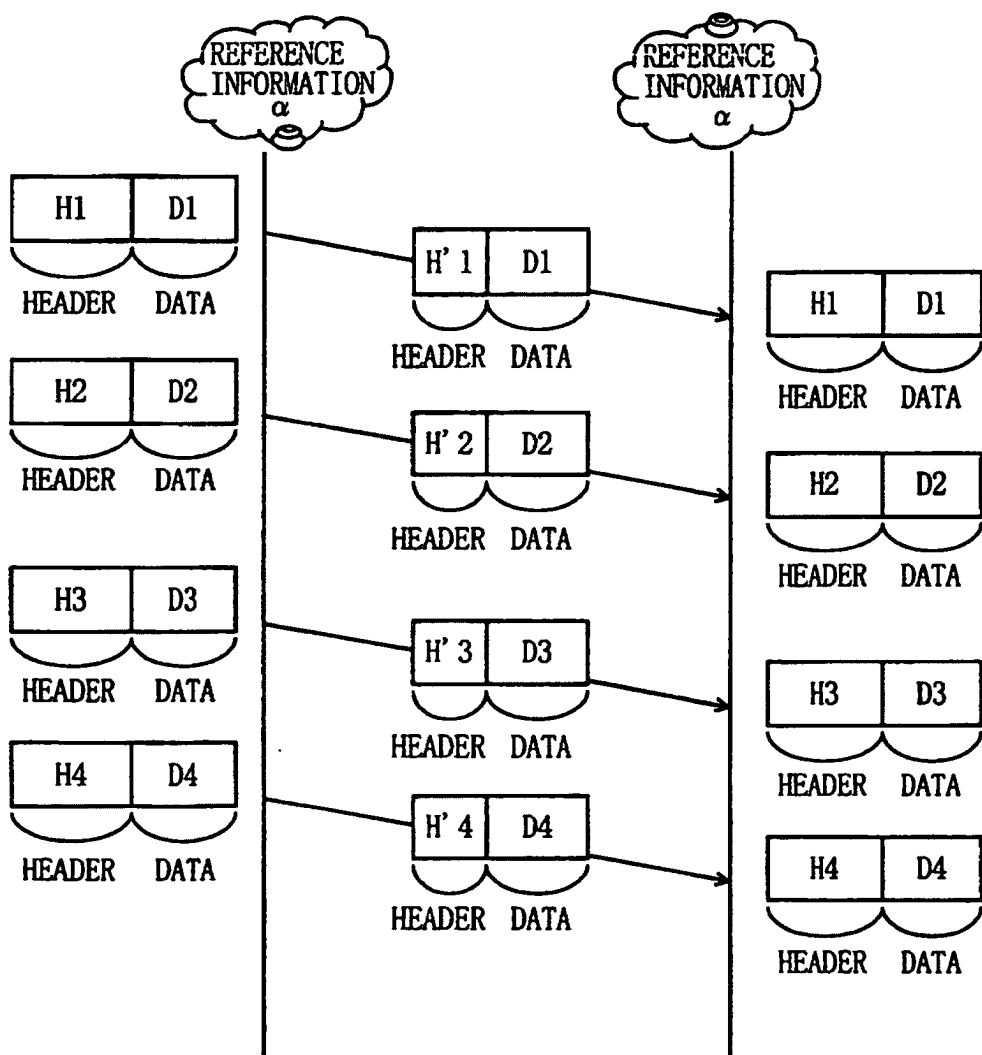 REFERENCE
INFORMATION
α
REFERENCE
INFORMATION
α
H1 D1
HEADER DATA
H'1 D1
HEADER DATA
H1 D1
HEADER DATA
H2 D2
HEADER DATA
H'2 D2
HEADER DATA
H2 D2
HEADER DATA
H3 D3
HEADER DATA
H'3 D3
HEADER DATA
H3 D3
HEADER DATA
H4 D4
HEADER DATA
H'4 D4
HEADER DATA
H4 D4
HEADER DATA